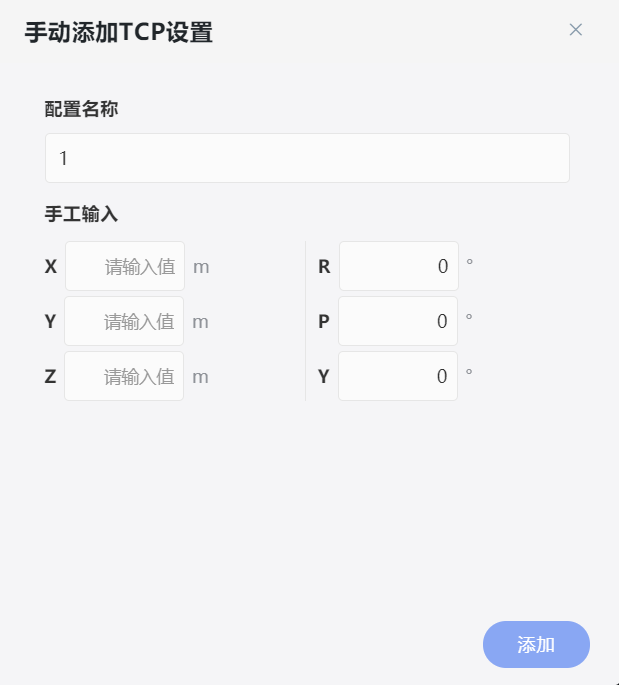 手动添加TCP设置
配置名称
1
手工输入
X 请输入值 m R 0 °
Y 请输入值 m P 0 °
Z 请输入值 m Y 0 °
添加